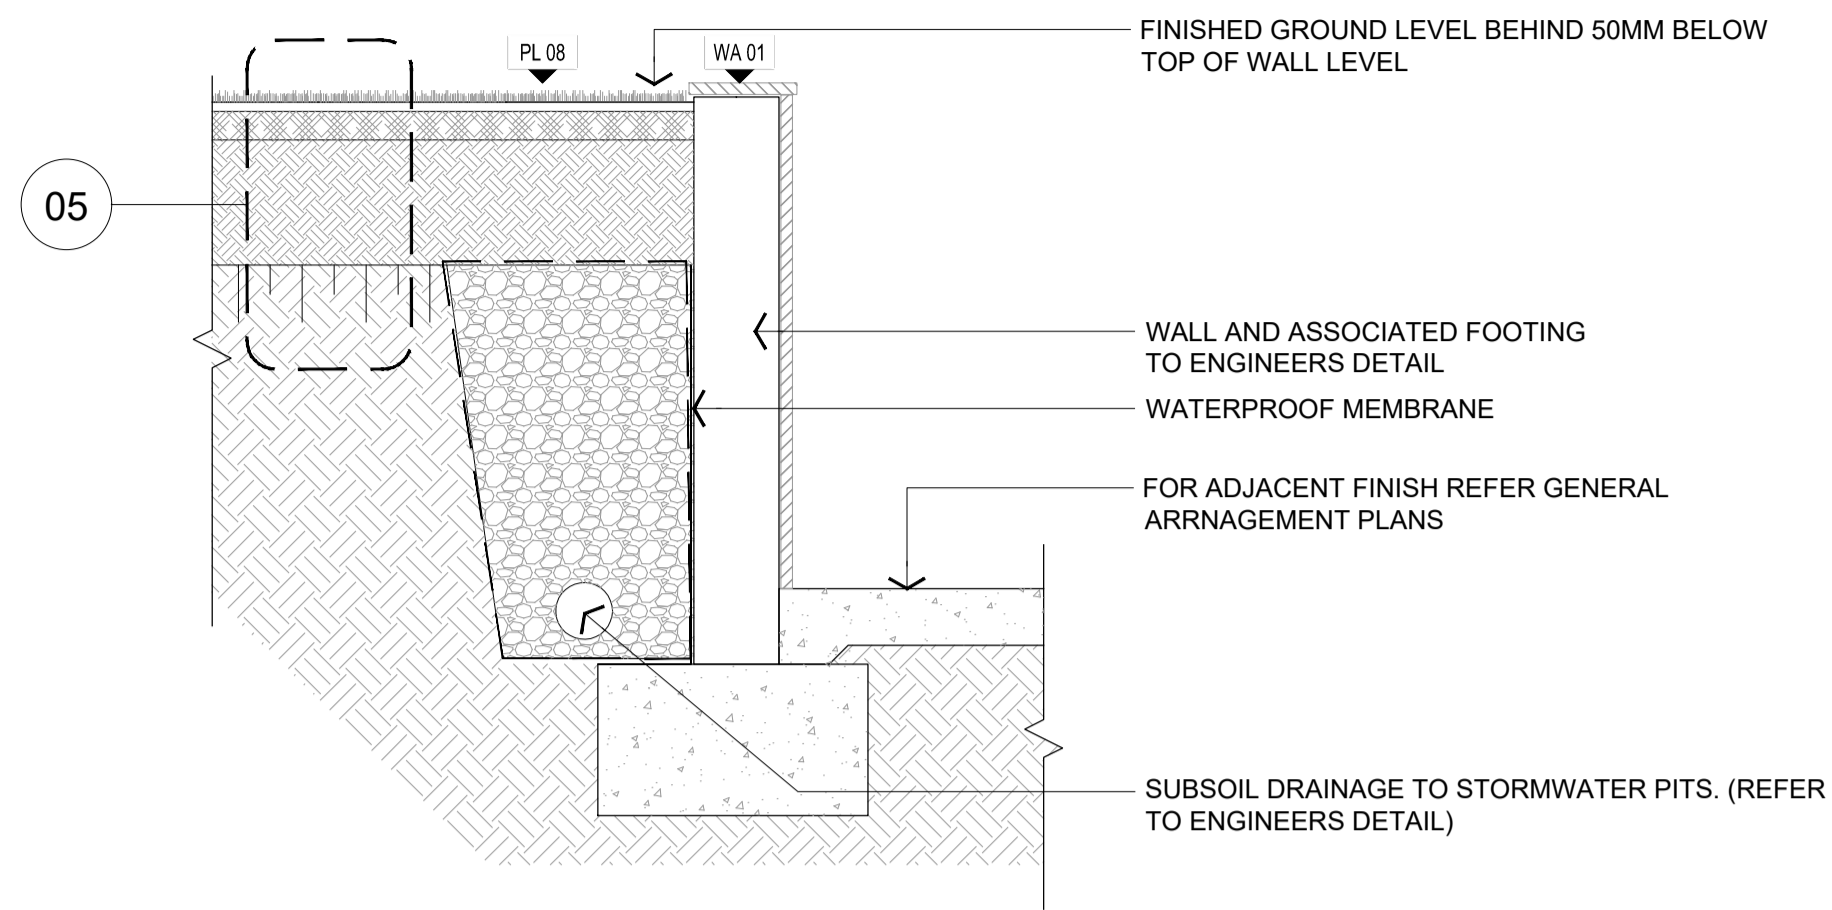 FINISHED GROUND LEVEL BEHIND 50MM BELOW
TOP OF WALL LEVEL
PL 08
WA 01
05
WALL AND ASSOCIATED FOOTING
TO ENGINEERS DETAIL
WATERPROOF MEMBRANE
FOR ADJACENT FINISH REFER GENERAL
ARRNAGEMENT PLANS
SUBSOIL DRAINAGE TO STORMWATER PITS. (REFER
TO ENGINEERS DETAIL)